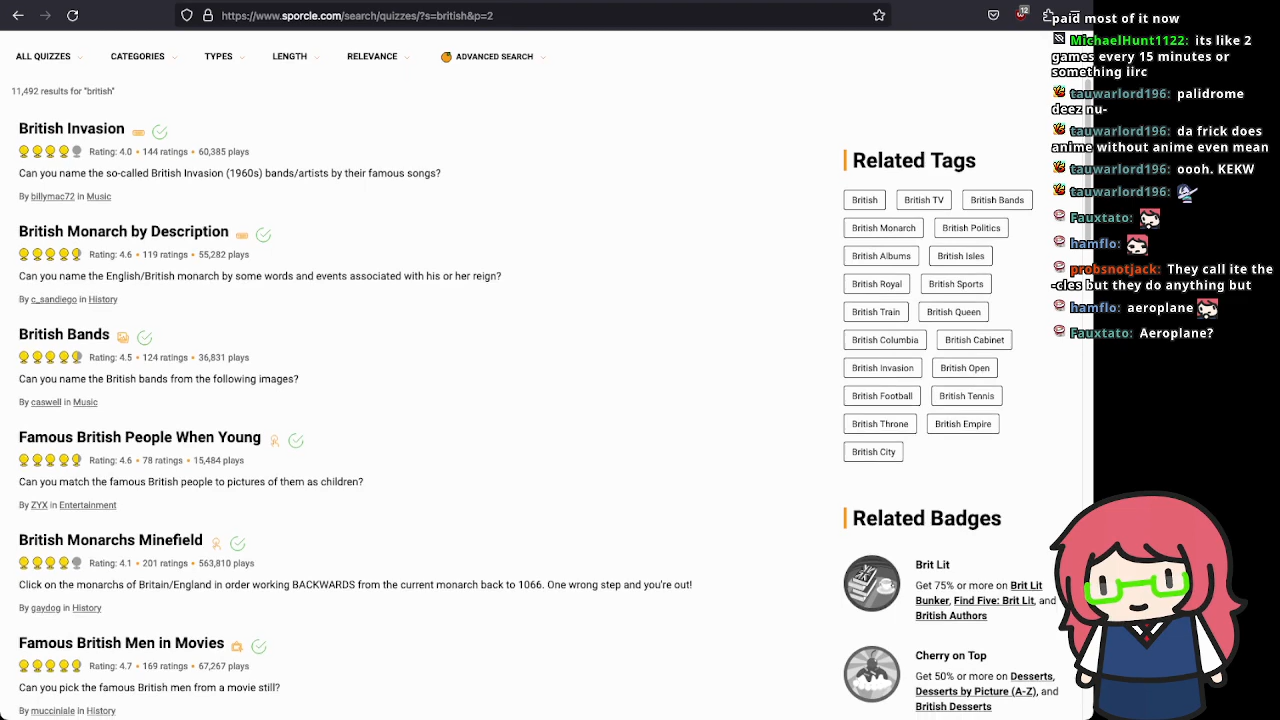 https://www.sporcle.com/search/quizzes/?s=british&p=2
12
ALL QUIZZES
CATEGORIES
TYPES
LENGTH
RELEVANCE
ADVANCED SEARCH
11,492 results for "british"
British Invasion
Rating: 4.0 • 144 ratings • 60,385 plays
Can you name the so-called British Invasion (1960s) bands/artists by their famous songs?
By billymac72 in Music
British Monarch by Description
Rating: 4.6 • 119 ratings • 55,282 plays
Can you name the English/British monarch by some words and events associated with his or her reign?
By c_sandiego in History
British Bands
Rating: 4.5 • 124 ratings • 36,831 plays
Can you name the British bands from the following images?
By caswell in Music
Famous British People When Young
Rating: 4.6 • 78 ratings • 15,484 plays
Can you match the famous British people to pictures of them as children?
By ZYX in Entertainment
British Monarchs Minefield
Rating: 4.1 • 201 ratings • 563,810 plays
Click on the monarchs of Britain/England in order working BACKWARDS from the current monarch back to 1066. One wrong step and you're out!
By gaydog in History
Famous British Men in Movies
Rating: 4.7 • 169 ratings • 67,267 plays
Can you pick the famous British men from a movie still?
By mucciniale in History
Related Tags
British
British TV
British Bands
British Monarch
British Politics
British Albums
British Isles
British Royal
British Sports
British Train
British Queen
British Columbia
British Cabinet
British Invasion
British Open
British Football
British Tennis
British Throne
British Empire
British City
Related Badges
Brit Lit
Get 75% or more on Brit Lit
Bunker, Find Five: Brit Lit, and
British Authors
Cherry on Top
Get 50% or more on Desserts,
Desserts by Picture (A-Z), and
British Desserts
paid most of it now
MichaelHunt1122: its like 2
games every 15 minutes or
something iirc
tauwarlord196: palidrome
deez nu-
tauwarlord196: da frick does
anime without anime even mean
tauwarlord196: oooh. KEKW
tauwarlord196:
Fauxtato:
hamflo:
probsnotjack: They call ite the
-cles but they do anything but
hamflo: aeroplane
Fauxtato: Aeroplane?